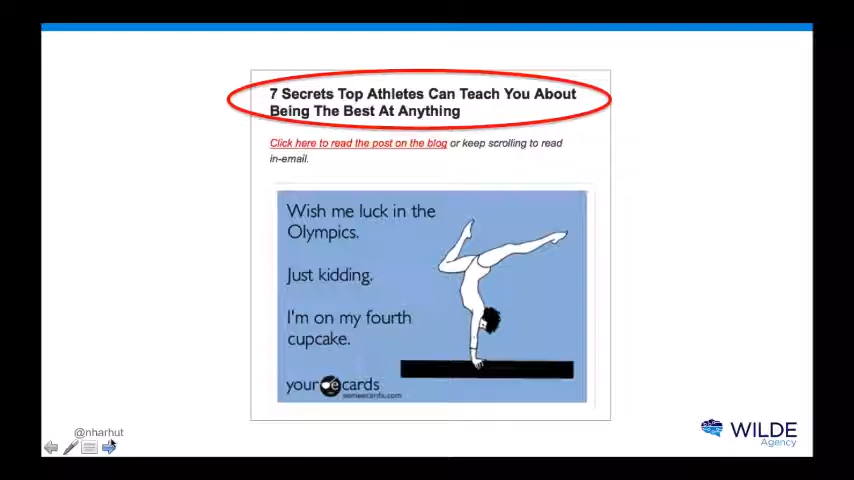 7 Secrets Top Athletes Can Teach You About
Being The Best At Anything
Click here to read the post on the blog or keep scrolling to read
in-email.
Wish me luck in the
Olympics.
Just kidding.
I'm on my fourth
cupcake.
your e cards
someecards.com
@nharhut
WILDE
Agency